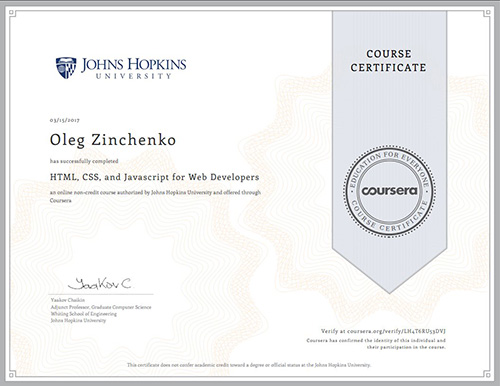 JOHNS HOPKINS
UNIVERSITY
COURSE
CERTIFICATE
03/15/2017
Oleg Zinchenko
has successfully completed
HTML, CSS, and Javascript for Web Developers
an online non-credit course authorized by Johns Hopkins University and offered through
Coursera
EDUCATION FOR EVERYONE
coursera
COURSE CERTIFICATE
Yaakov C
Yaakov Chaikin
Adjunct Professor, Graduate Computer Science
Whiting School of Engineering
Johns Hopkins University
Verify at coursera.org/verify/LH4T6RU55DVJ
Coursera has confirmed the identity of this individual and
their participation in the course.
This certificate does not confer academic credit toward a degree or official status at the Johns Hopkins University.